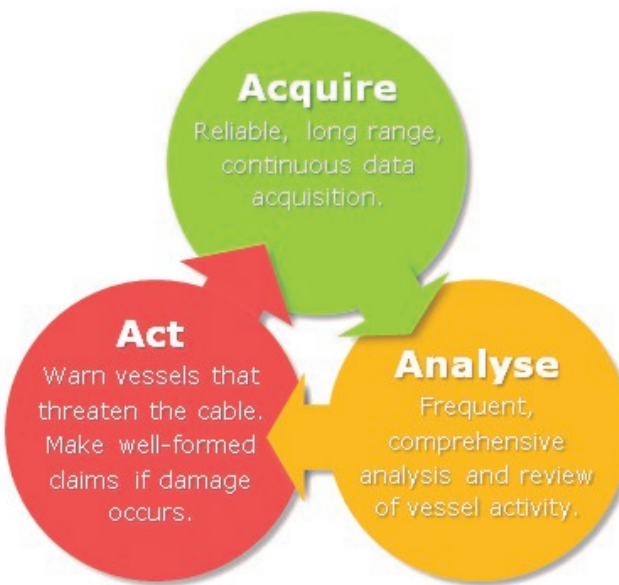 Acquire
Reliable, long range,
continuous data
acquisition.
Act
Warn vessels that
threaten the cable.
Make well-formed
claims if damage
occurs.
Analyse
Frequent,
comprehensive
analysis and review
of vessel activity.